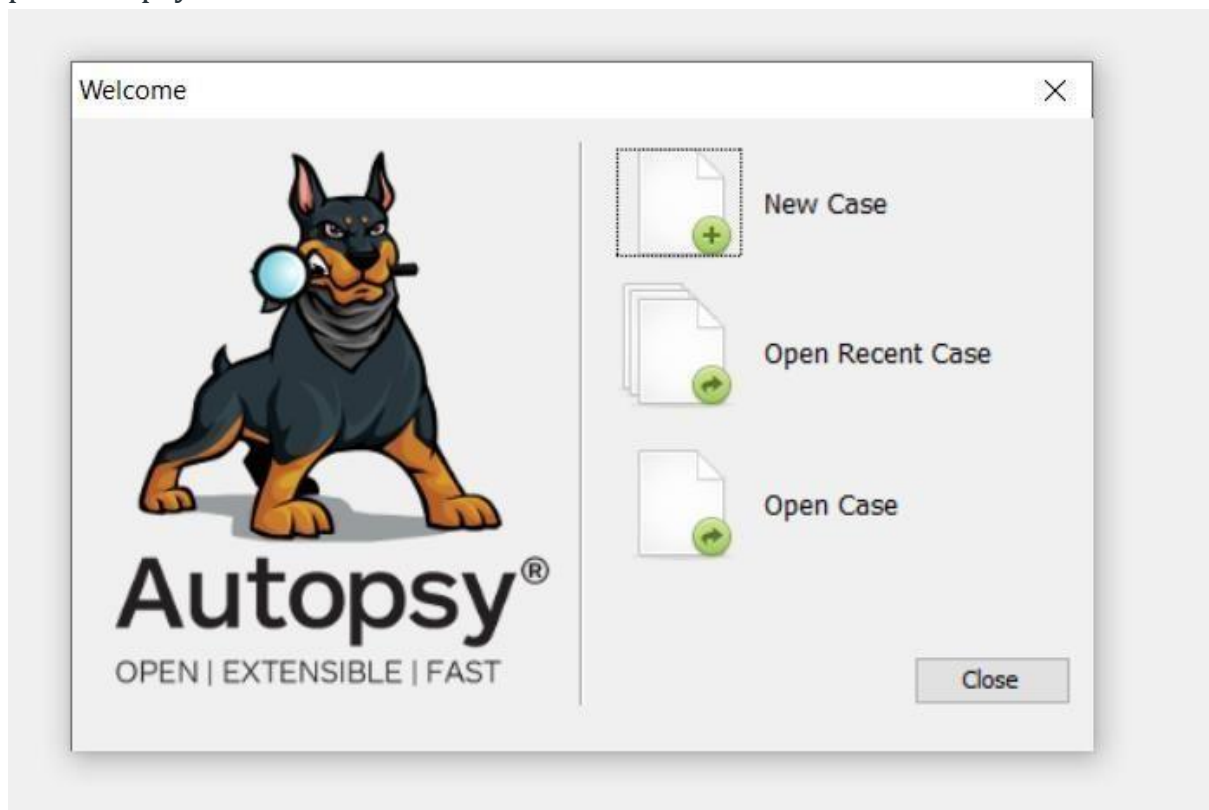 Welcome
New Case
Open Recent Case
Open Case
Autopsy®
OPEN | EXTENSIBLE | FAST
Close